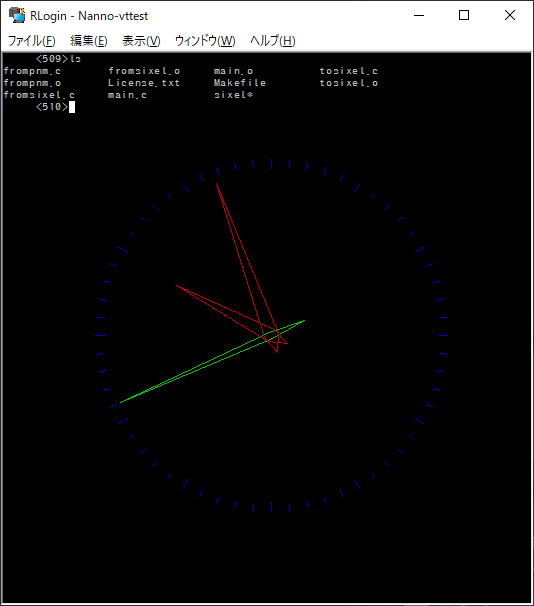 RLogin - Nanno-vttest
ファイル(F) 編集(E) 表示(V) ウィンドウ(W) ヘルプ(H)
<509>ls
frompnm.c fromsixel.o main.o tosixel.c
frompnm.o License.txt Makefile tosixel.o
fromsixel.c main.c sixel*
<510>